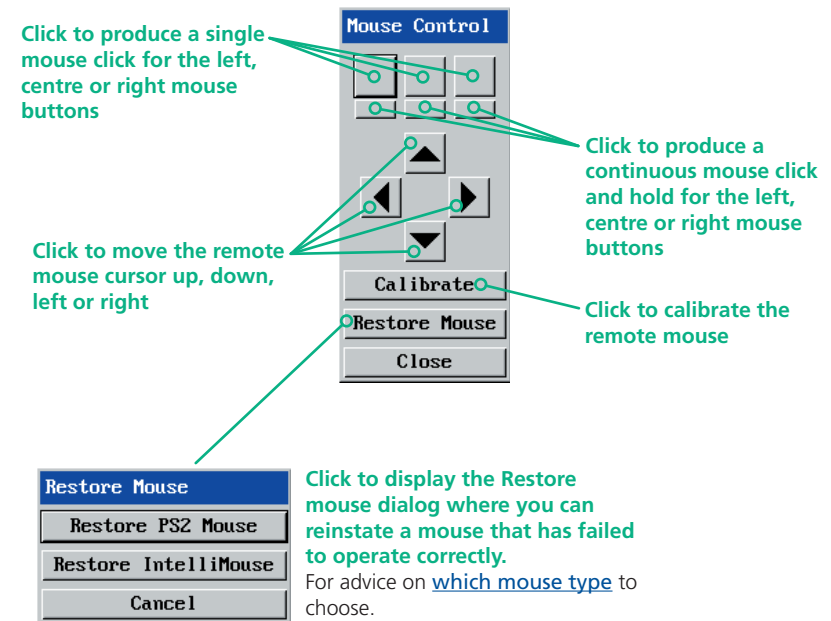 Mouse Control
Click to produce a single
mouse click for the left,
centre or right mouse
buttons
Click to produce a
continuous mouse click
and hold for the left,
centre or right mouse
buttons
Click to move the remote
mouse cursor up, down,
left or right
Calibrate
Click to calibrate the
remote mouse
Restore Mouse
Close
Restore Mouse
Restore PS2 Mouse
Restore IntelliMouse
Cancel
Click to display the Restore
mouse dialog where you can
reinstate a mouse that has failed
to operate correctly.
For advice on which mouse type to
choose.